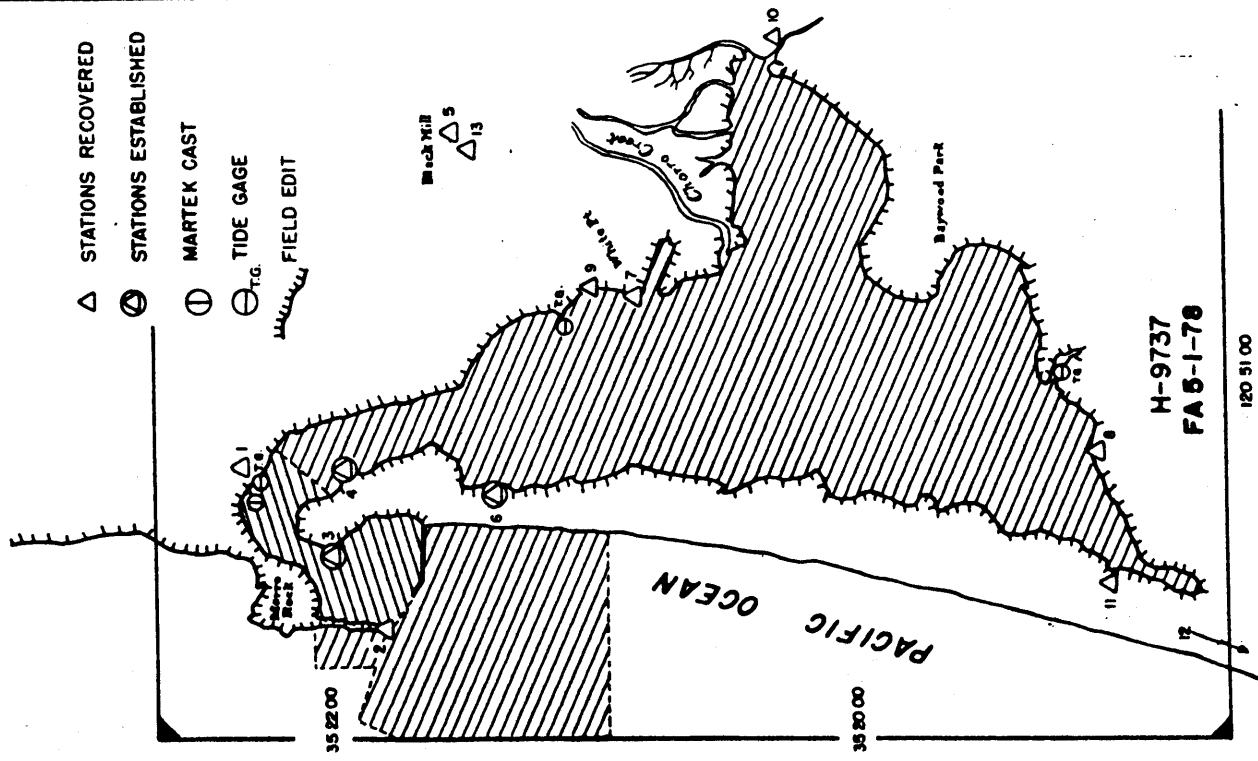 STATIONS RECOVERED
STATIONS ESTABLISHED
MARTEK CAST
T.G. TIDE GAGE
FIELD EDIT
10
Black Hill
5
13
Chorro Creek
White Pt
9
7
T.G.
Baywood Park
1
T.G.
4
3
Morro Rock
2
6
35 22 00
PACIFIC OCEAN
35 20 00
T.G.
8
11
12
H-9737
FA 5-1-78
120 51 00